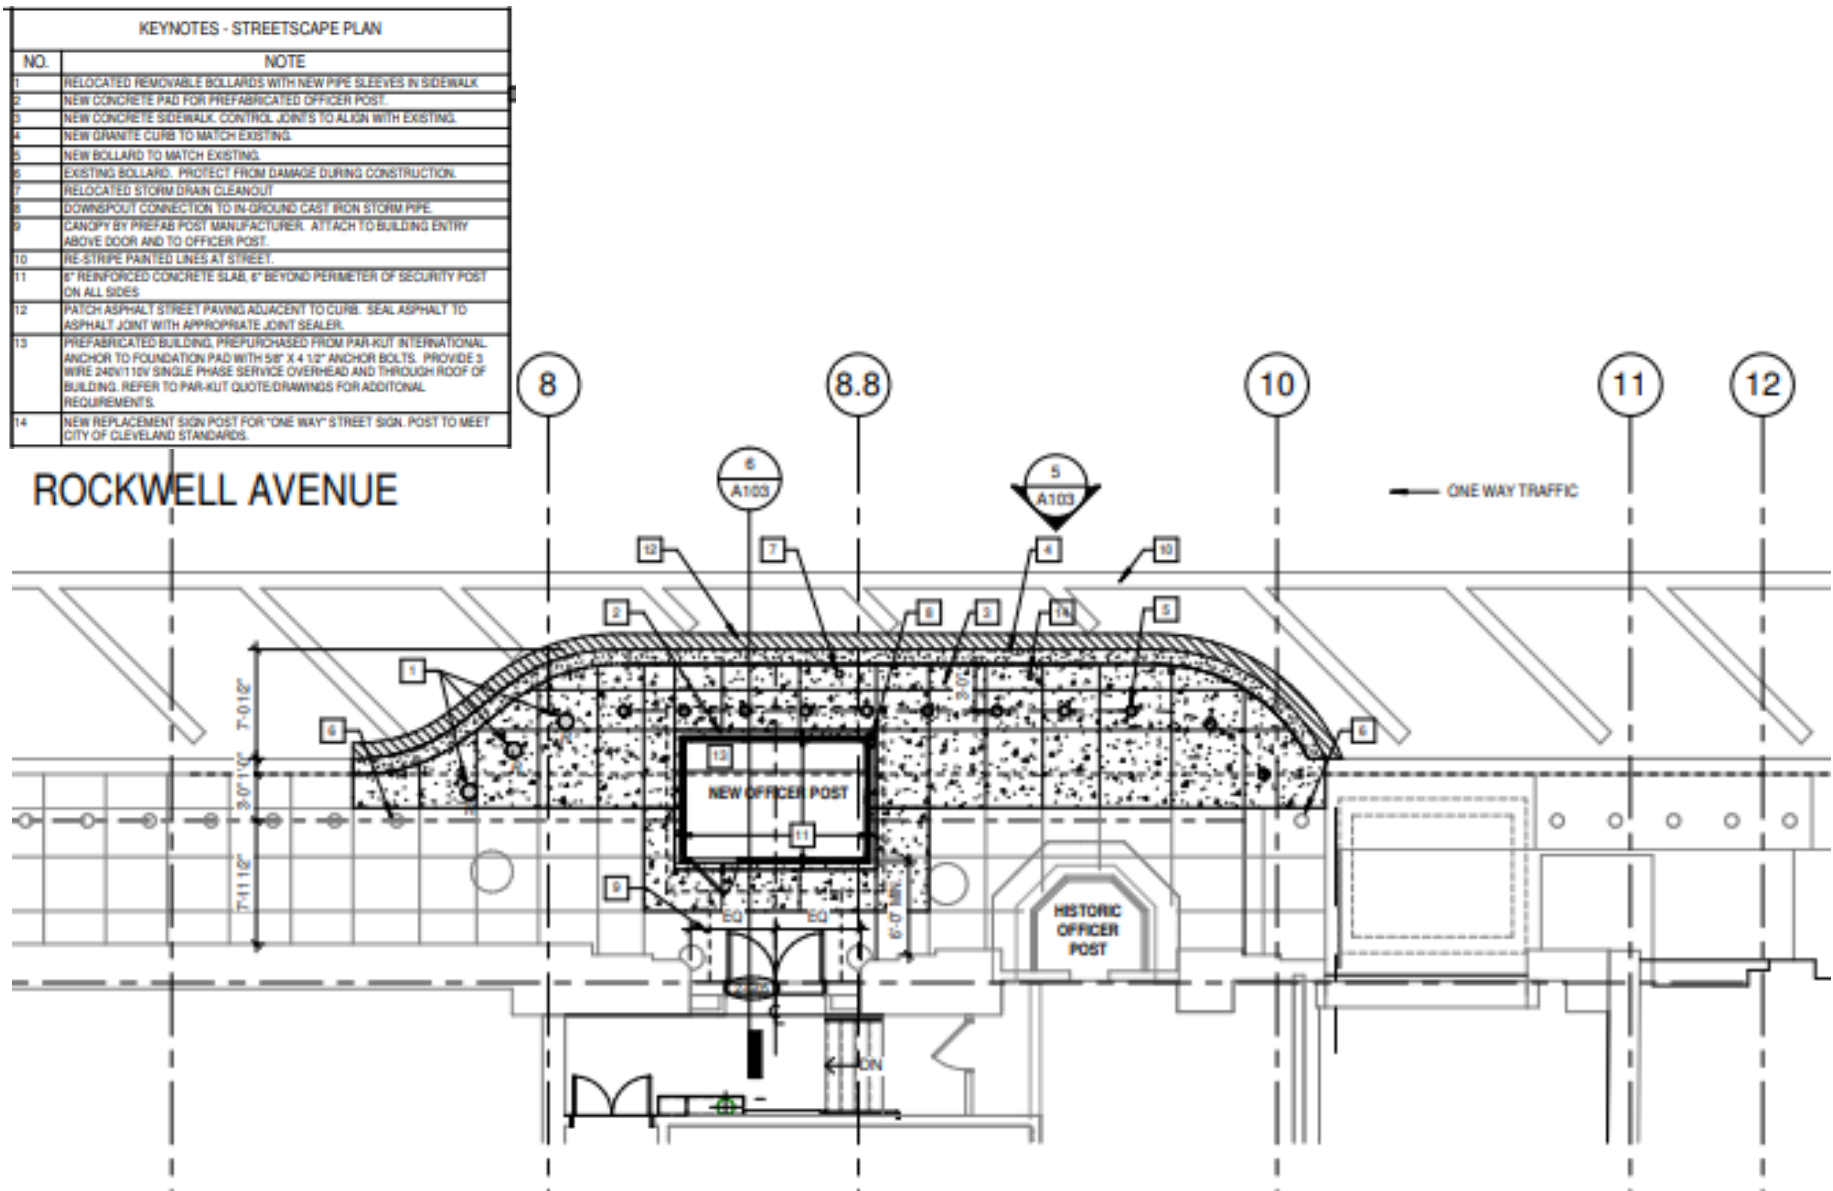 KEYNOTES - STREETSCAPE PLAN
NO. NOTE
1 RELOCATED REMOVABLE BOLLARDS WITH NEW PIPE SLEEVES IN SIDEWALK
2 NEW CONCRETE PAD FOR PREFABRICATED OFFICER POST.
3 NEW CONCRETE SIDEWALK. CONTROL JOINTS TO ALIGN WITH EXISTING.
4 NEW GRANITE CURB TO MATCH EXISTING.
5 NEW BOLLARD TO MATCH EXISTING.
6 EXISTING BOLLARD. PROTECT FROM DAMAGE DURING CONSTRUCTION.
7 RELOCATED STORM DRAIN CLEANOUT
8 DOWNSPOUT CONNECTION TO IN-GROUND CAST IRON STORM PIPE.
9 CANOPY BY PREFAB POST MANUFACTURER. ATTACH TO BUILDING ENTRY
ABOVE DOOR AND TO OFFICER POST.
10 RE-STRIPE PAINTED LINES AT STREET.
11 6" REINFORCED CONCRETE SLAB, 6" BEYOND PERIMETER OF SECURITY POST
ON ALL SIDES
12 PATCH ASPHALT STREET PAVING ADJACENT TO CURB. SEAL ASPHALT TO
ASPHALT JOINT WITH APPROPRIATE JOINT SEALER.
13 PREFABRICATED BUILDING, PREPURCHASED FROM PAR-KUT INTERNATIONAL.
ANCHOR TO FOUNDATION PAD WITH 5/8" X 4 1/2" ANCHOR BOLTS. PROVIDE 3
WIRE 240V/110V SINGLE PHASE SERVICE OVERHEAD AND THROUGH ROOF OF
BUILDING. REFER TO PAR-KUT QUOTE/DRAWINGS FOR ADDITONAL
REQUIREMENTS.
14 NEW REPLACEMENT SIGN POST FOR "ONE WAY" STREET SIGN. POST TO MEET
CITY OF CLEVELAND STANDARDS.
8 8.8 10 11 12
ROCKWELL AVENUE
6
A103
5
A103
ONE WAY TRAFFIC
12 7 4 10
2 8 3 14 5
1
7'-0 1/2"
3'-0"
6
6
13
NEW OFFICER POST
3'-0" 1'-0"
11
7'-11 1/2"
9
EQ EQ
6'-0" MIN.
HISTORIC
OFFICER
POST
DN